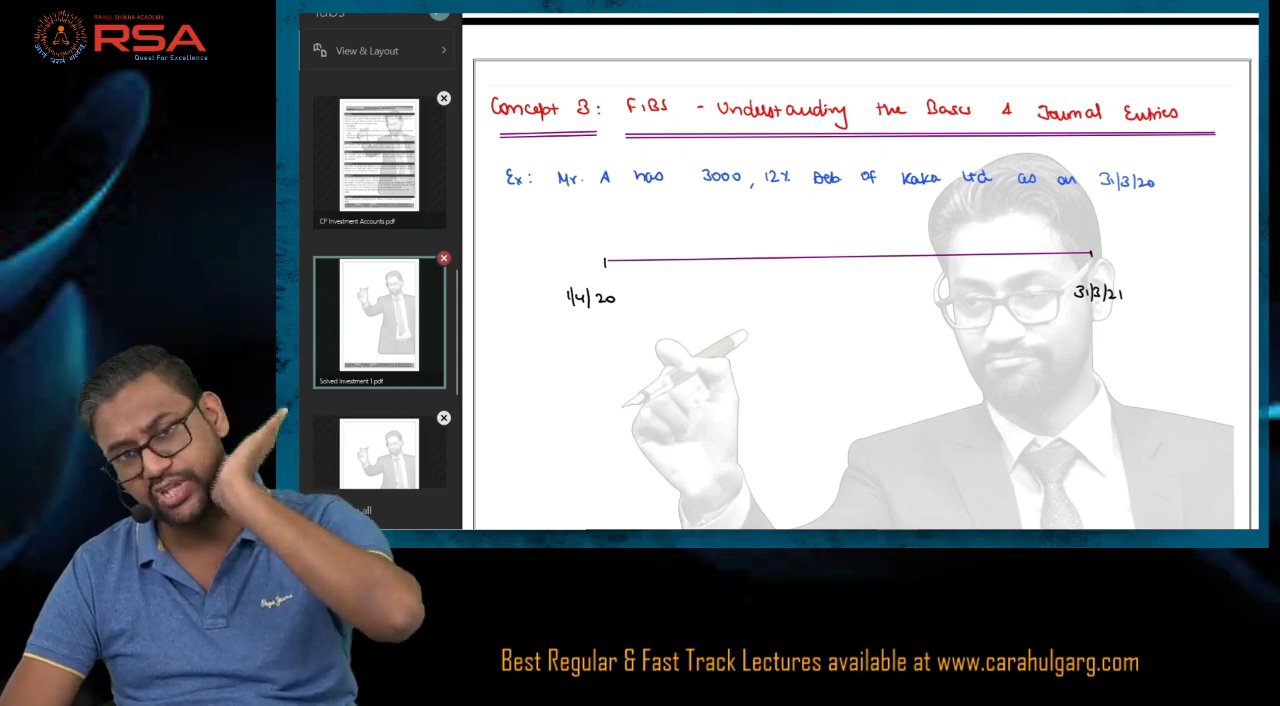 RAHUL SHIKHA ACADEMY
RSA
Quest For Excellence
View & Layout
CP Investment Accounts.pdf
Solved Investment 1.pdf
all
Concept 3: FIBS - Understanding the Bases & Journal Entries
Ex: Mr. A has 3000, 12% Deb. of Kaka Ltd as on 31/3/20
1/4/20
31/3/21
Best Regular & Fast Track Lectures available at www.carahulgarg.com